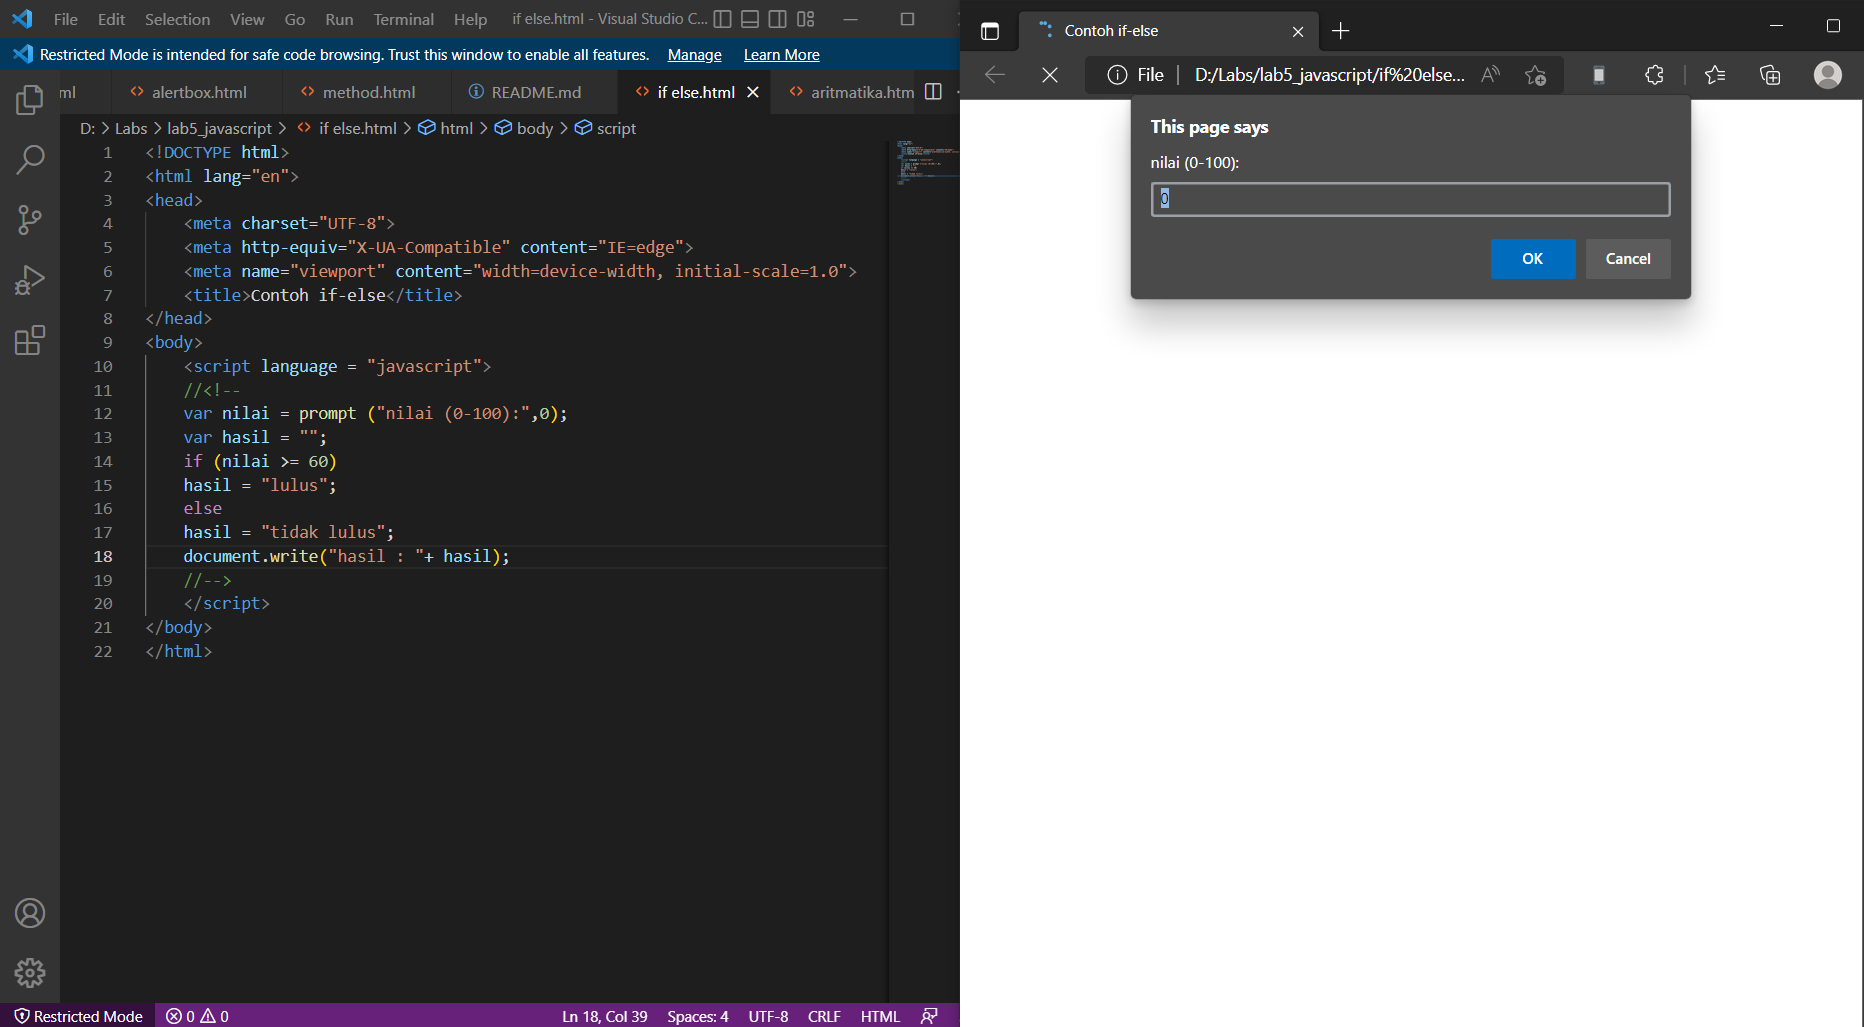 File Edit Selection View Go Run Terminal Help if else.html - Visual Studio C...
Restricted Mode is intended for safe code browsing. Trust this window to enable all features. Manage Learn More
ml alertbox.html method.html README.md if else.html aritmatika.htm
D: > Labs > lab5_javascript > if else.html > html > body > script
1 <!DOCTYPE html>
2 <html lang="en">
3 <head>
4 <meta charset="UTF-8">
5 <meta http-equiv="X-UA-Compatible" content="IE=edge">
6 <meta name="viewport" content="width=device-width, initial-scale=1.0">
7 <title>Contoh if-else</title>
8 </head>
9 <body>
10 <script language = "javascript">
11 //<!--
12 var nilai = prompt ("nilai (0-100):",0);
13 var hasil = "";
14 if (nilai >= 60)
15 hasil = "lulus";
16 else
17 hasil = "tidak lulus";
18 document.write("hasil : "+ hasil);
19 //-->
20 </script>
21 </body>
22 </html>
Restricted Mode 0 0 Ln 18, Col 39 Spaces: 4 UTF-8 CRLF HTML
Contoh if-else
File | D:/Labs/lab5_javascript/if%20else...
This page says
nilai (0-100):
0
OK Cancel